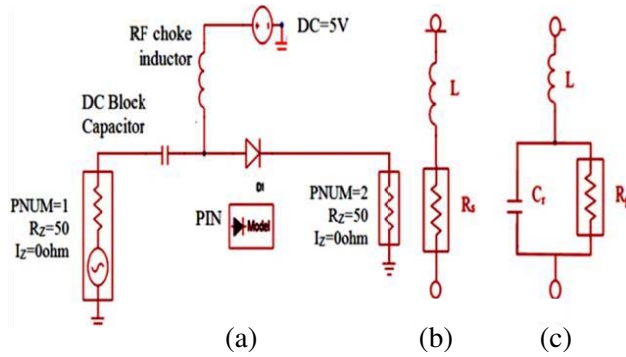 RF choke
inductor
DC=5V
DC Block
Capacitor
PNUM=1
Rz=50
Iz=0ohm
D1
PIN
Model
PNUM=2
Rz=50
Iz=0ohm
L
Rs
L
Cr
(a)
(b)
(c)